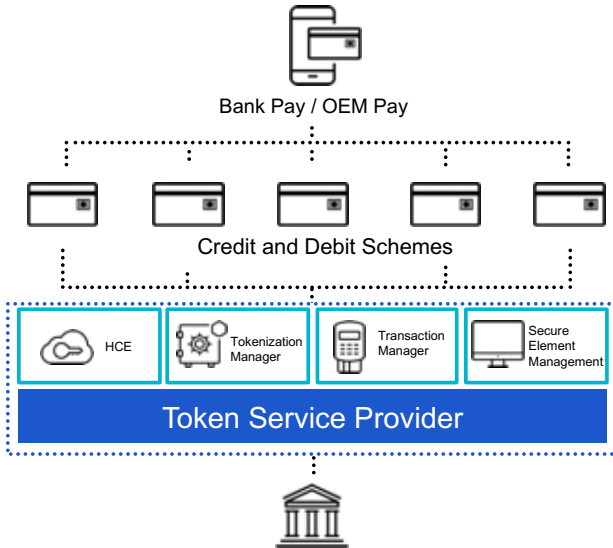 Bank Pay / OEM Pay
Credit and Debit Schemes
HCE
Tokenization
Manager
Transaction
Manager
Secure
Element
Management
Token Service Provider